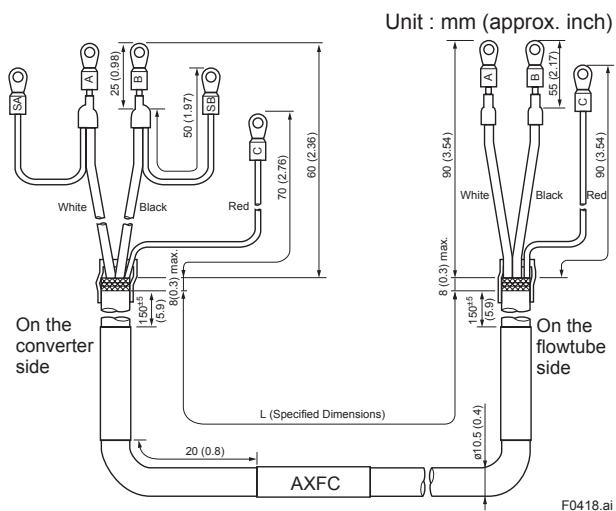 Unit : mm (approx. inch)
SA
A
B
SB
C
25 (0.98)
50 (1.97)
70 (2.76)
60 (2.36)
White
Black
Red
8(0.3) max.
150±5
(5.9)
On the
converter
side
A
B
C
90 (3.54)
55 (2.17)
90 (3.54)
White
Black
Red
8 (0.3) max.
150±5
(5.9)
On the
flowtube
side
L (Specified Dimensions)
20 (0.8)
AXFC
ø10.5 (0.4)
F0418.ai